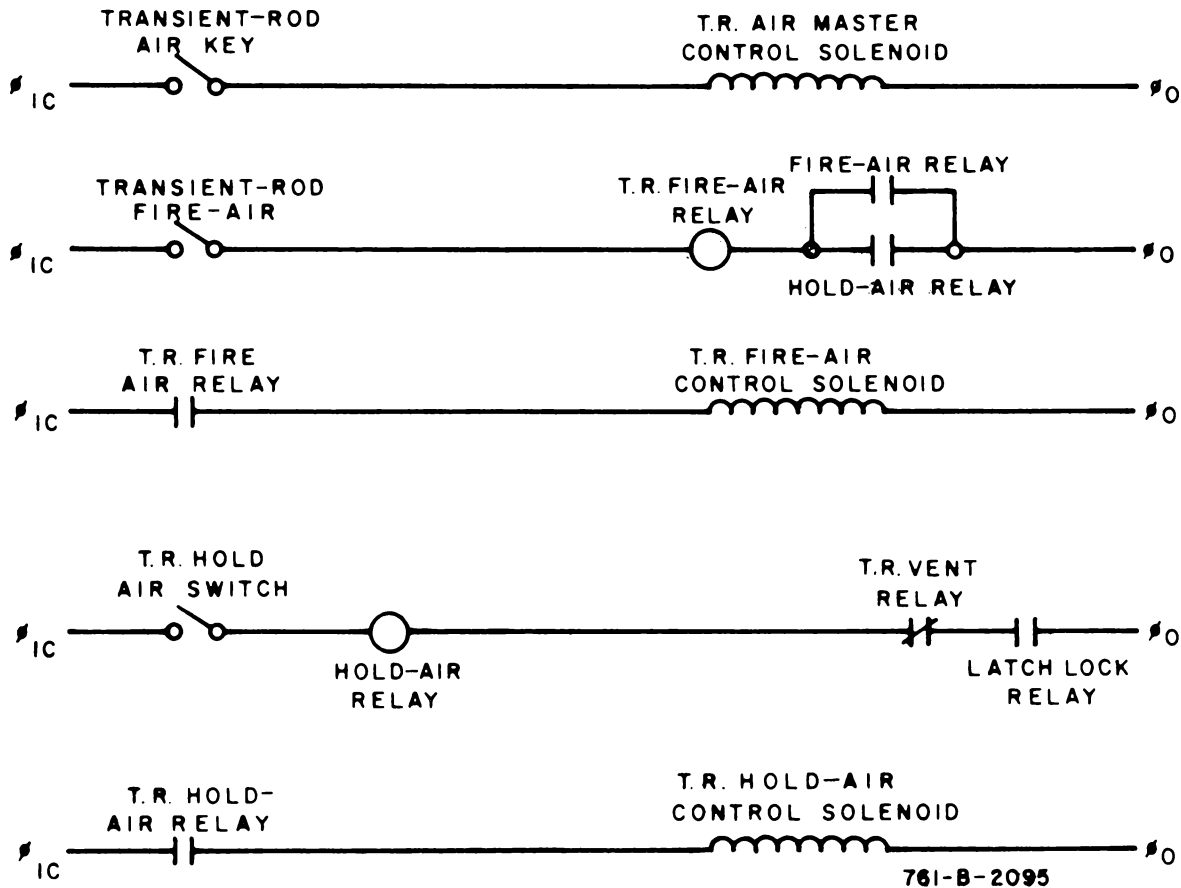 TRANSIENT-ROD
AIR KEY
T.R. AIR MASTER
CONTROL SOLENOID
ø IC
ø O
TRANSIENT-ROD
FIRE-AIR
T.R. FIRE-AIR
RELAY
FIRE-AIR RELAY
HOLD-AIR RELAY
ø IC
ø O
T.R. FIRE
AIR RELAY
T.R. FIRE-AIR
CONTROL SOLENOID
ø IC
ø O
T.R. HOLD
AIR SWITCH
HOLD-AIR
RELAY
T.R. VENT
RELAY
LATCH LOCK
RELAY
ø IC
ø O
T.R. HOLD-
AIR RELAY
T.R. HOLD-AIR
CONTROL SOLENOID
ø IC
ø O
761-B-2095